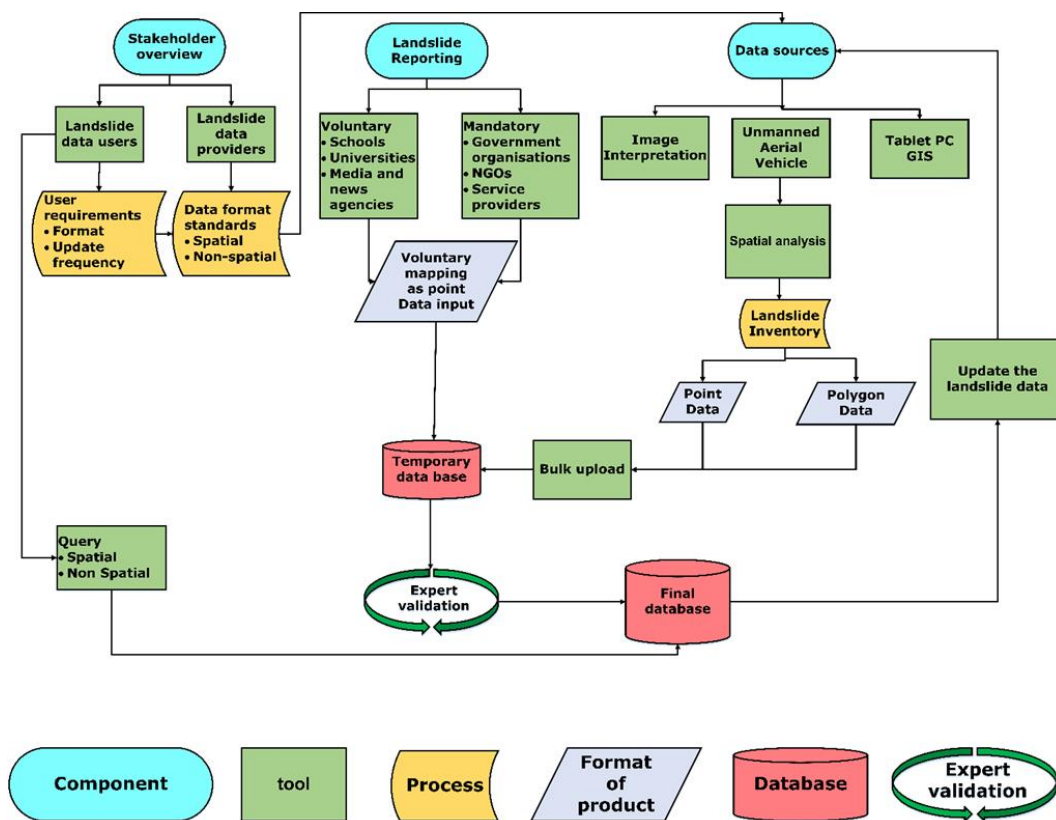 Stakeholder
overview
Landslide
Reporting
Data sources
Landslide
data users
Landslide
data
providers
Voluntary
• Schools
• Universities
• Media and
news
agencies
Mandatory
• Government
organisations
• NGOs
• Service
providers
Image
Interpretation
Unmanned
Aerial
Vehicle
Tablet PC
GIS
User
requirements
• Format
• Update
frequency
Data format
standards
• Spatial
• Non-spatial
Voluntary
mapping
as point
Data input
Spatial analysis
Landslide
Inventory
Point
Data
Polygon
Data
Update the
landslide data
Temporary
data base
Bulk upload
Query
• Spatial
• Non Spatial
Expert
validation
Final
database
Component
tool
Process
Format
of
product
Database
Expert
validation